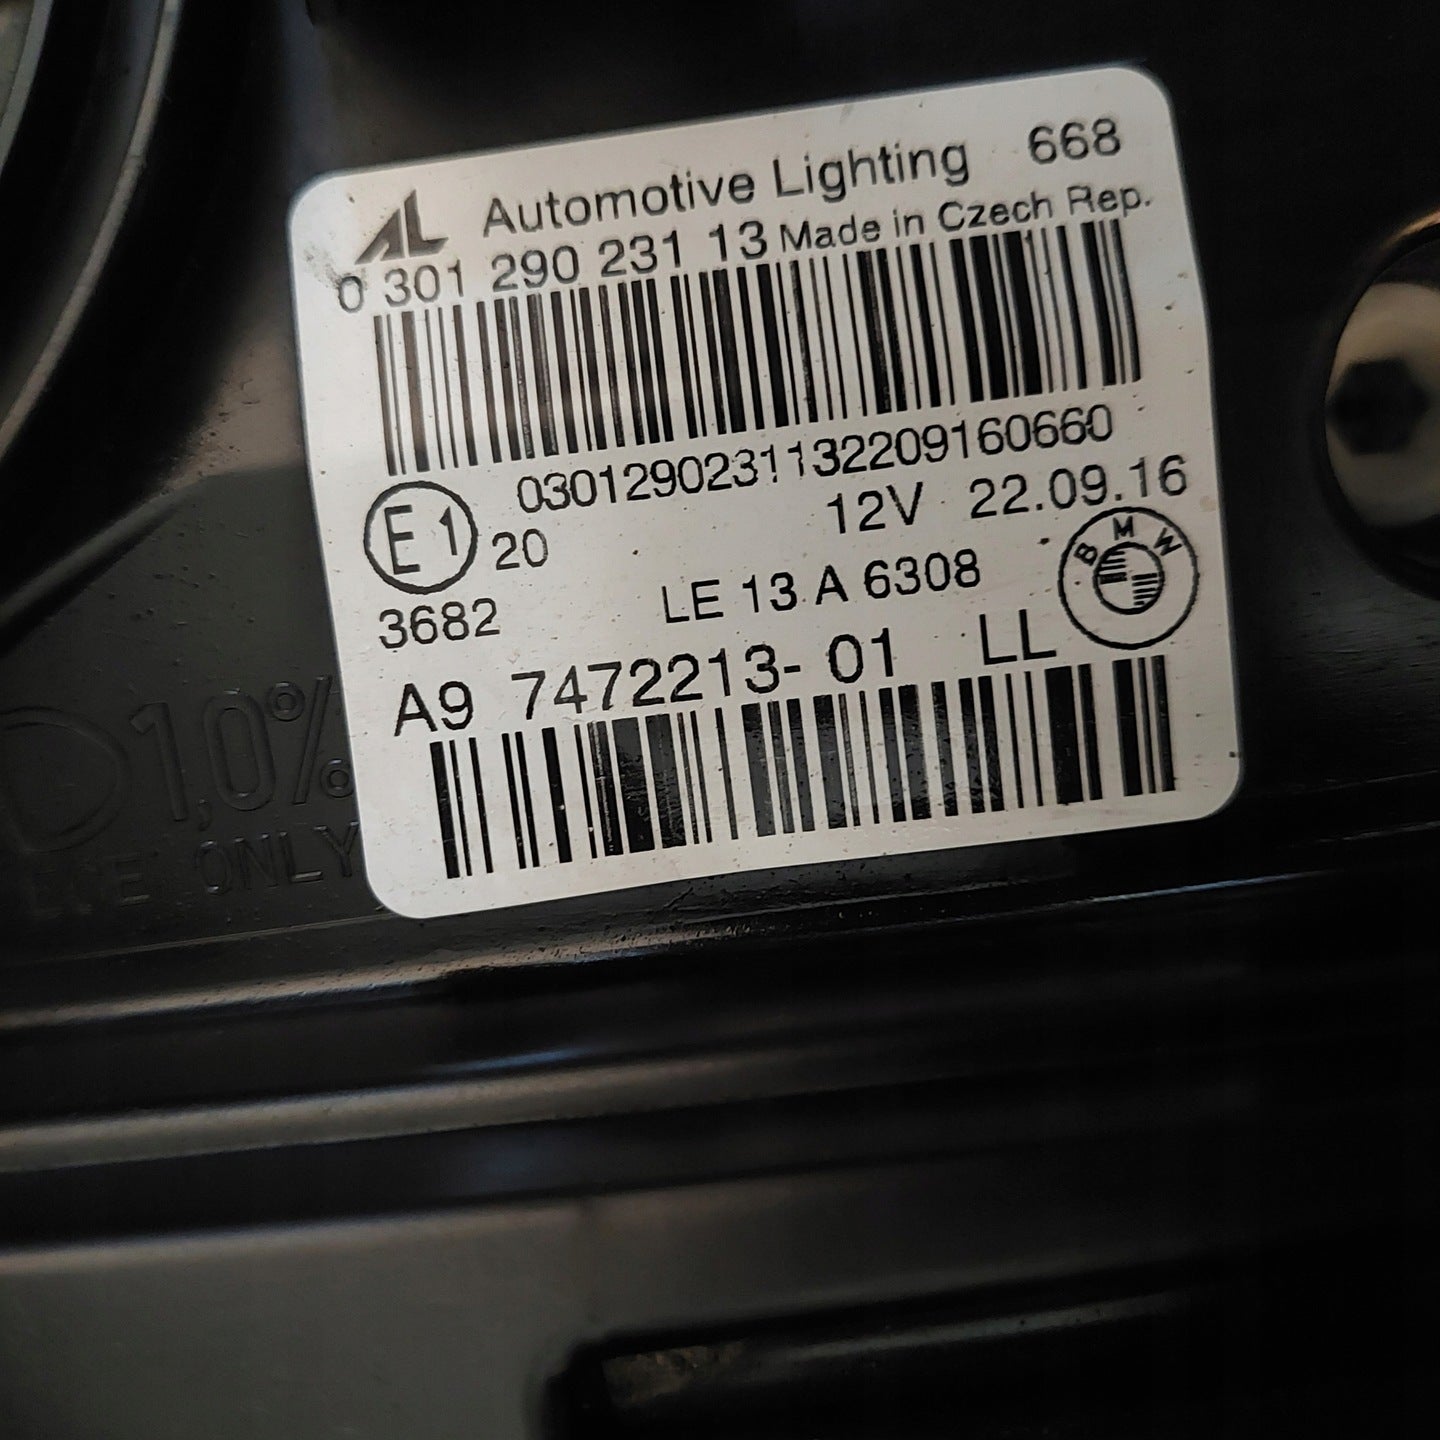 AL Automotive Lighting 668
0 301 290 231 13 Made in Czech Rep.
0301290231132209160660
E1 20 12V 22.09.16
3682 LE 13 A 6308 BMW
A9 7472213-01 LL
1,0%
ECE ONLY